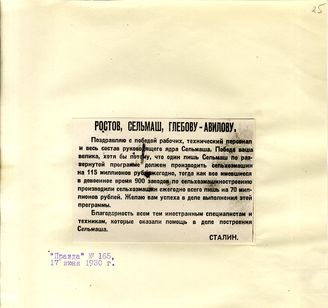 25
РОСТОВ, СЕЛЬМАШ, ГЛЕБОВУ-АВИЛОВУ.
Поздравляю с победой рабочих, технический персонал
и весь состав руководящего ядра Сельмаша. Победа ваша
велика, хотя бы потому, что один лишь Сельмаш по раз-
вернутой программе должен производить сельхозмашин
на 115 миллионов рублей ежегодно, тогда как все имевшиеся
в довоенное время 900 заводов по сельхозмашиностроению
производили сельхозмашин ежегодно всего лишь на 70 мил-
лионов рублей. Желаю вам успеха в деле выполнения этой
программы.
Благодарность всем тем иностранным специалистам и
техникам, которые оказали помощь в деле построения
Сельмаша.
СТАЛИН.
"Правда" № 165,
17 июня 1930 г.